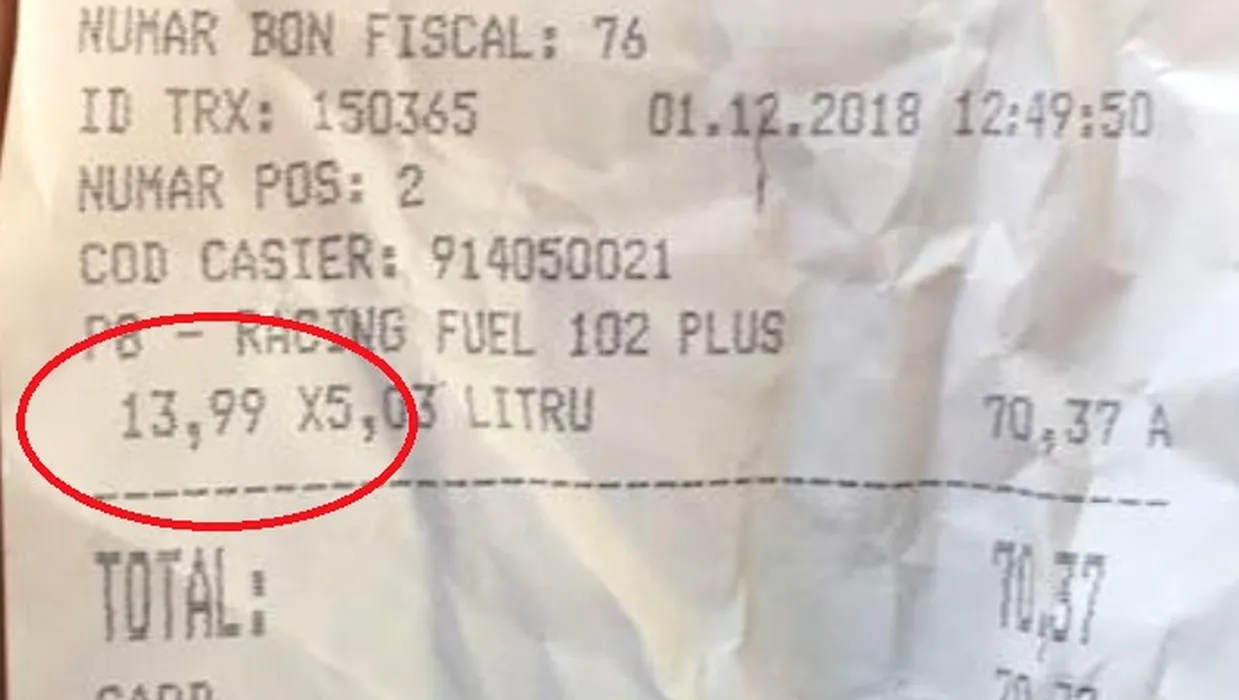 NUMAR BON FISCAL: 76
ID TRX: 150365 01.12.2018 12:49:50
NUMAR POS: 2
COD CASIER: 914050021
P8 - RACING FUEL 102 PLUS
13,99 X5,03 LITRU 70,37 A
TOTAL: 70,37